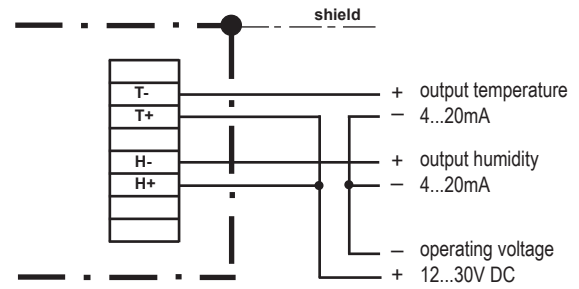 shield
T-
T+
H-
H+
+ output temperature
– 4...20mA
+ output humidity
– 4...20mA
– operating voltage
+ 12...30V DC